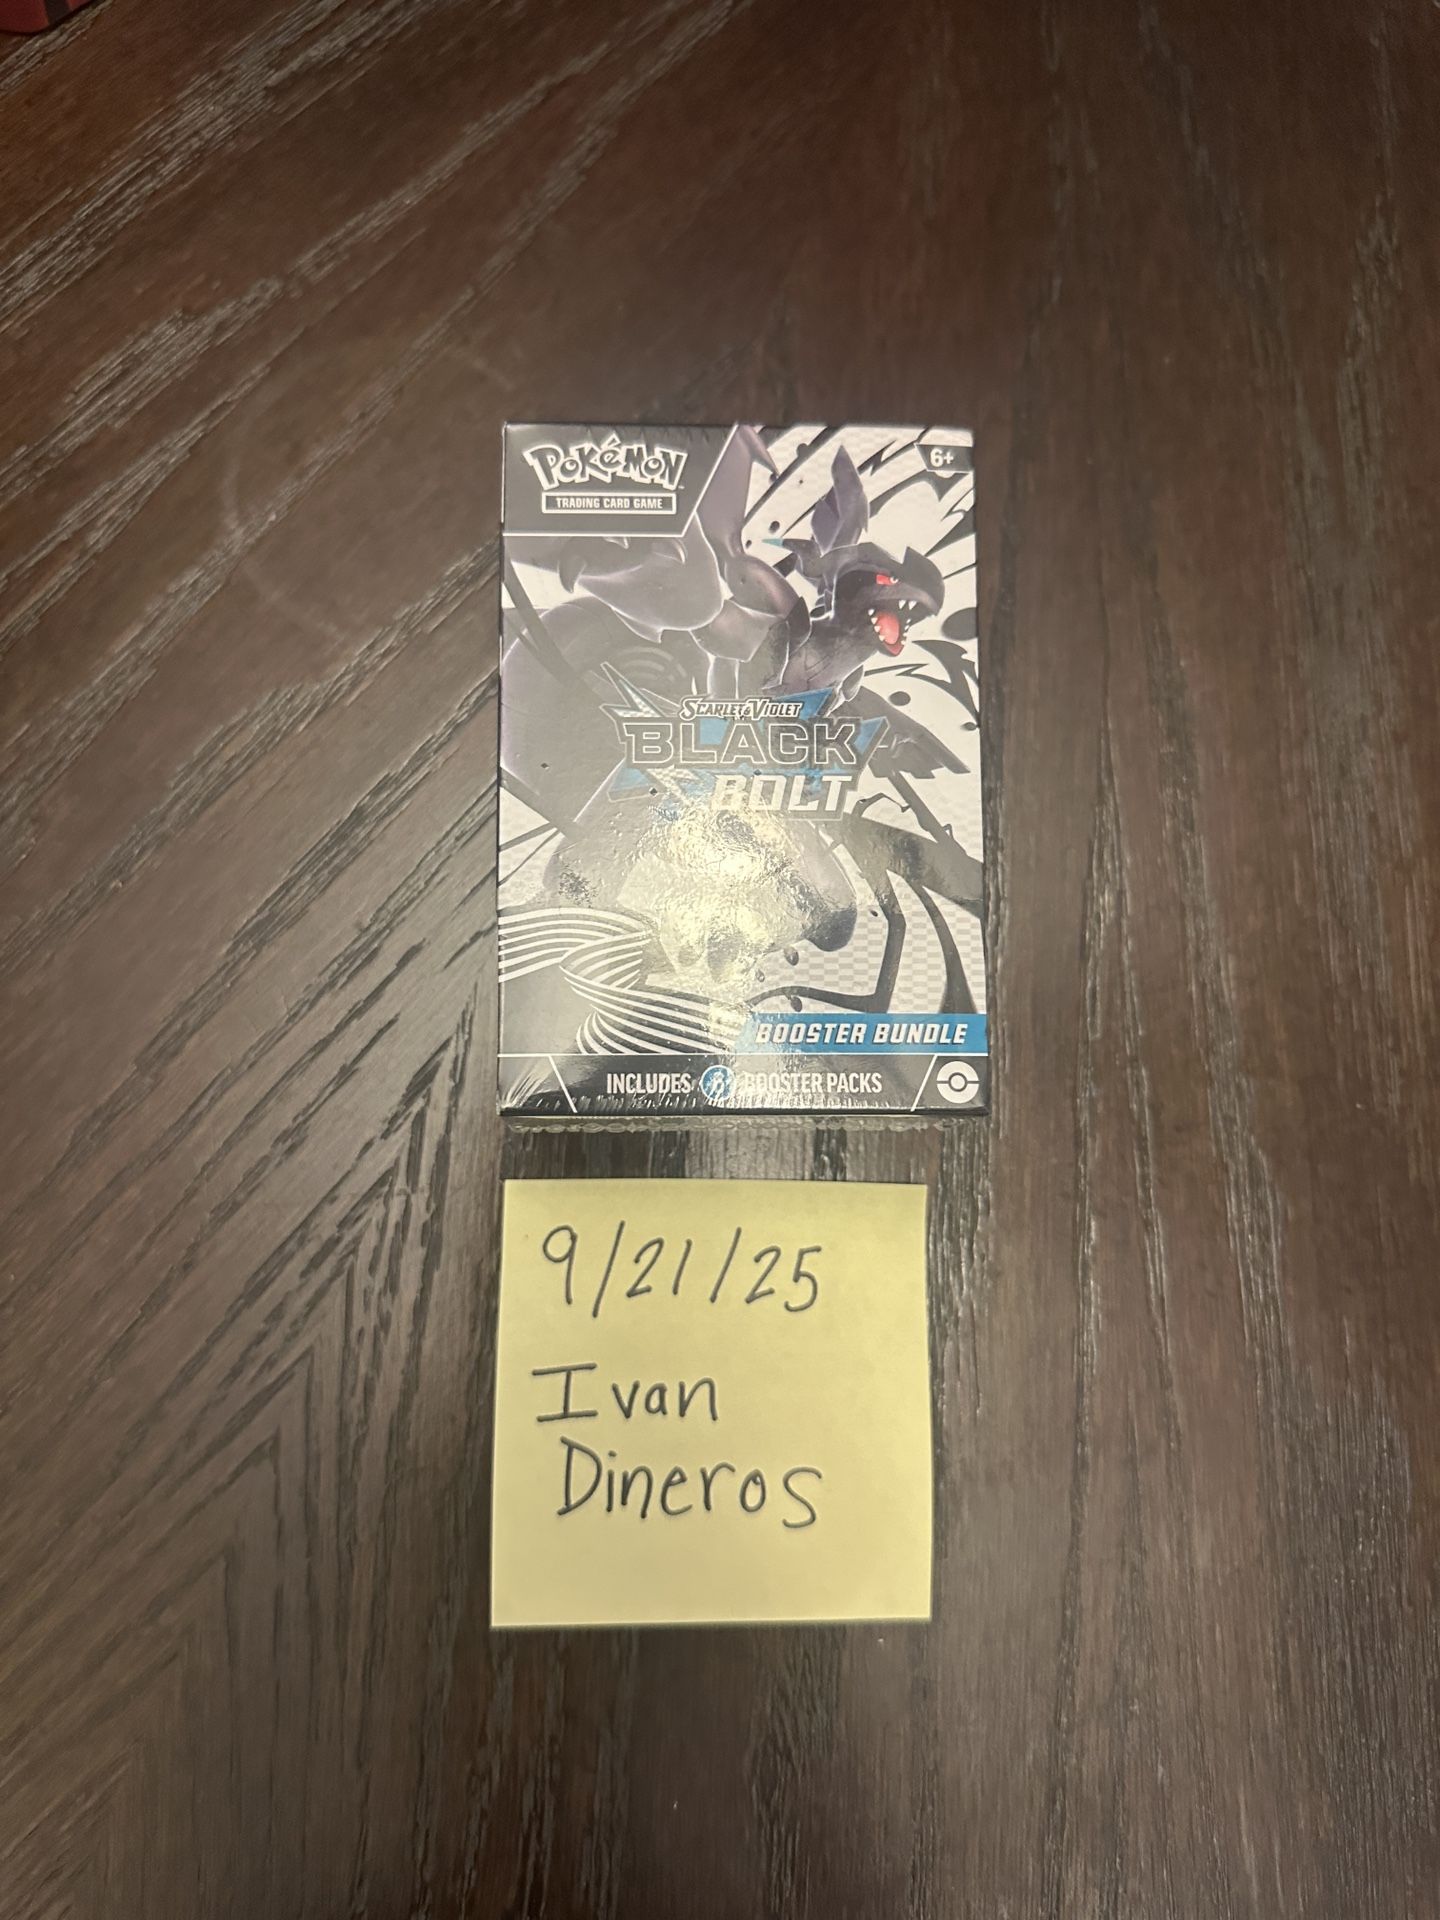 Pokémon
TRADING CARD GAME
6+
SCARLET & VIOLET
BLACK
BOLT
BOOSTER BUNDLE
INCLUDES 6 BOOSTER PACKS
9/21/25
Ivan
Dineros